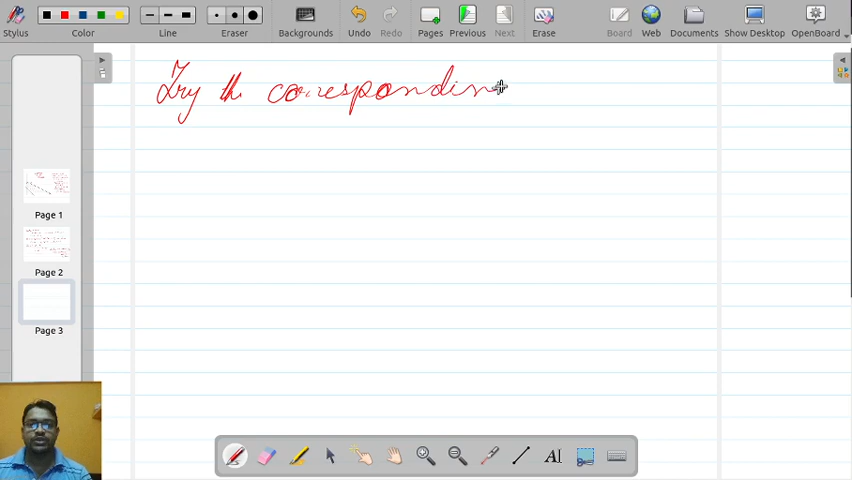 Stylus
Color
Line
Eraser
Backgrounds
Undo
Redo
Pages
Previous
Next
Erase
Board
Web
Documents
Show Desktop
OpenBoard
Try the correspondin
Page 1
Page 2
Page 3